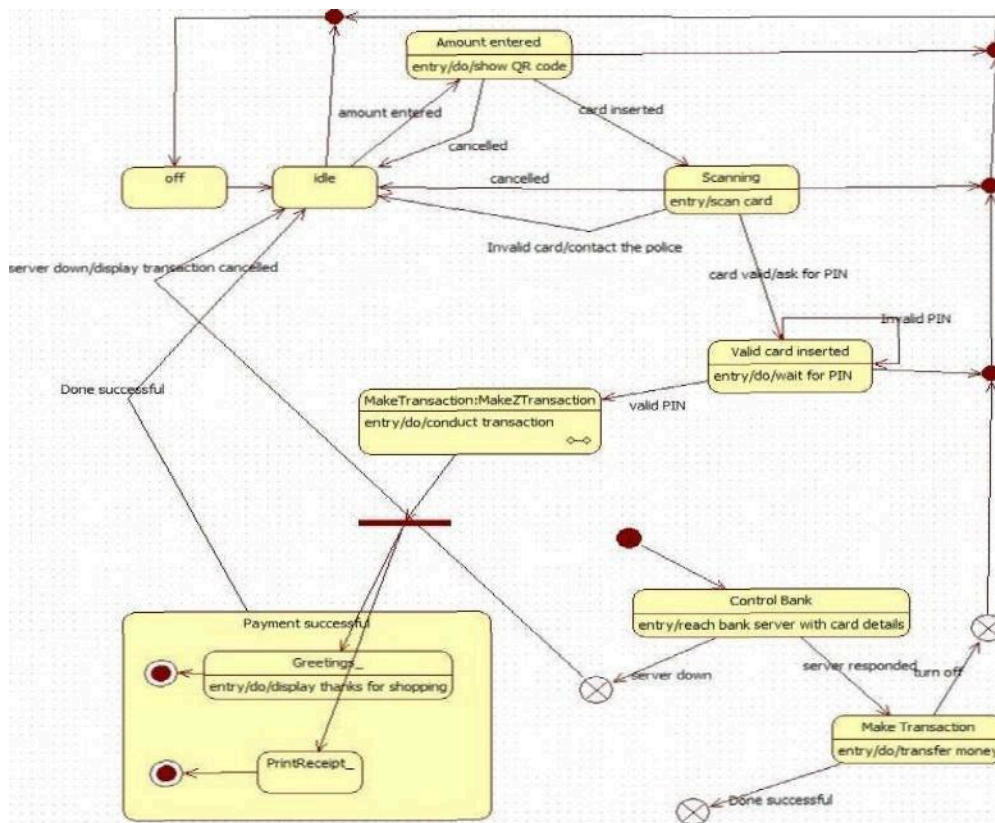 Amount entered
entry/do/show QR code
amount entered
card inserted
cancelled
off
idle
cancelled
Scanning
entry/scan card
Invalid card/contact the police
server down/display transaction cancelled
card valid/ask for PIN
Invalid PIN
Valid card inserted
entry/do/wait for PIN
Done successful
MakeTransaction:MakeZTransaction
valid PIN
entry/do/conduct transaction
Control Bank
entry/reach bank server with card details
Payment successful
Greetings_
entry/do/display thanks for shopping
server down
server responded
turn off
Make Transaction
entry/do/transfer money
PrintReceipt_
Done successful